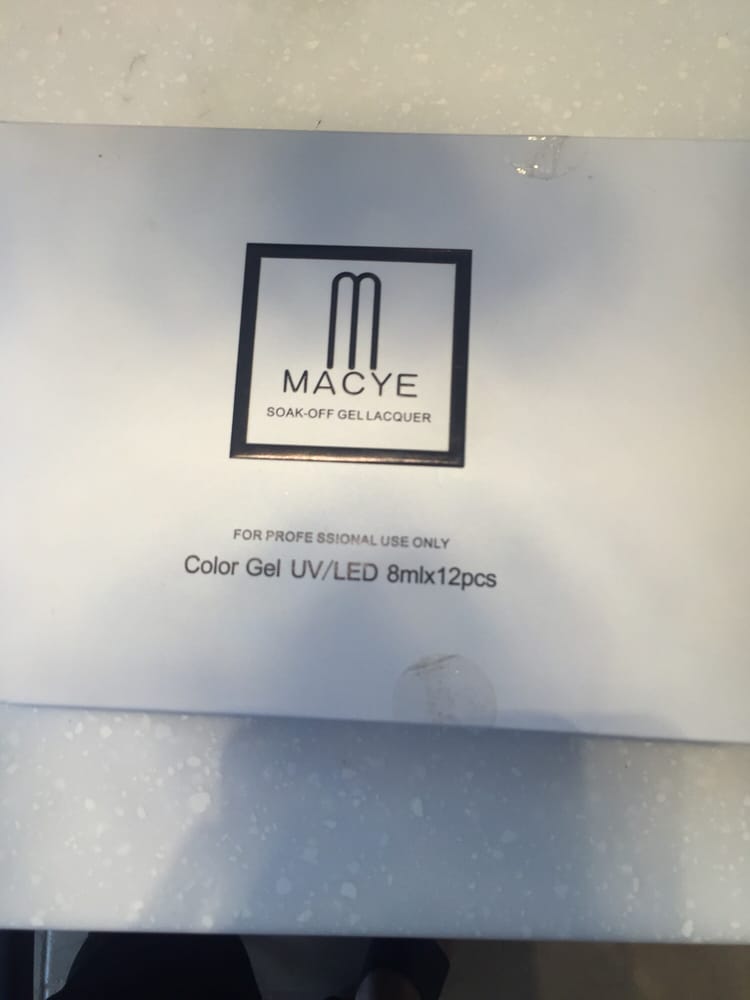 m
MACYE
SOAK-OFF GEL LACQUER
FOR PROFE SSIONAL USE ONLY
Color Gel UV/LED 8mlx12pcs